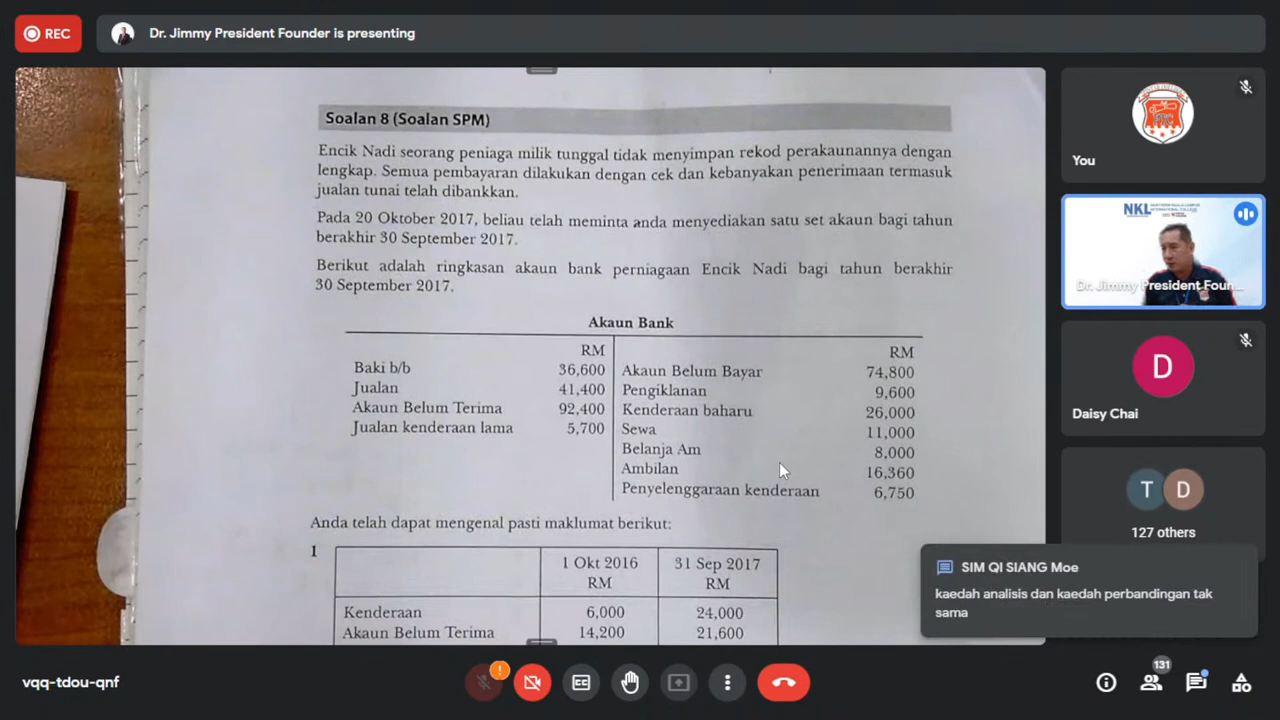 REC
Dr. Jimmy President Founder is presenting
Soalan 8 (Soalan SPM)
Encik Nadi seorang peniaga milik tunggal tidak menyimpan rekod perakaunannya dengan
lengkap. Semua pembayaran dilakukan dengan cek dan kebanyakan penerimaan termasuk
jualan tunai telah dibankkan.
Pada 20 Oktober 2017, beliau telah meminta anda menyediakan satu set akaun bagi tahun
berakhir 30 September 2017.
Berikut adalah ringkasan akaun bank perniagaan Encik Nadi bagi tahun berakhir
30 September 2017.
Akaun Bank
RM RM
Baki b/b 36,600 Akaun Belum Bayar 74,800
Jualan 41,400 Pengiklanan 9,600
Akaun Belum Terima 92,400 Kenderaan baharu 26,000
Jualan kenderaan lama 5,700 Sewa 11,000
Belanja Am 8,000
Ambilan 16,360
Penyelenggaraan kenderaan 6,750
Anda telah dapat mengenal pasti maklumat berikut:
1
1 Okt 2016 31 Sep 2017
RM RM
Kenderaan 6,000 24,000
Akaun Belum Terima 14,200 21,600
You
NKL
Dr. Jimmy President Foun...
D
Daisy Chai
T D
127 others
SIM QI SIANG Moe
kaedah analisis dan kaedah perbandingan tak
sama
vqq-tdou-qnf
!
CC
131